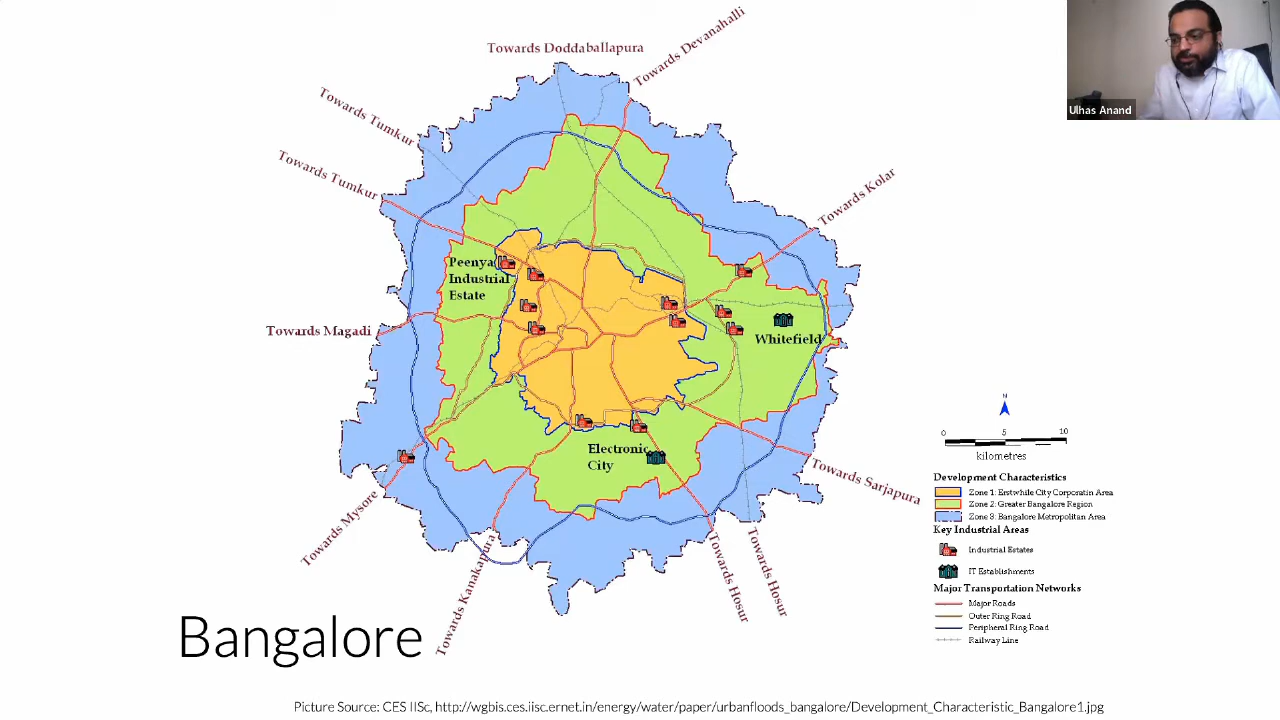 Towards Devanahalli
Towards Doddaballapura
Towards Tumkur
Towards Tumkur
Towards Kolar
Peenya
Industrial
Estate
Towards Magadi
Whitefield
Electronic
City
Towards Mysore
Towards Kanakapura
Towards Hosur
Towards Hosur
Towards Sarjapura
Ulhas Anand
N
0 5 10
kilometres
Development Characteristics
Zone 1: Erstwhile City Corporatin Area
Zone 2: Greater Bangalore Region
Zone 3: Bangalore Metropolitan Area
Key Industrial Areas
Industrial Estates
IT Establishments
Major Transportation Networks
Major Roads
Outer Ring Road
Peripheral Ring Road
Railway Line
Bangalore
Picture Source: CES IISc, http://wgbis.ces.iisc.ernet.in/energy/water/paper/urbanfloods_bangalore/Development_Characteristic_Bangalore1.jpg